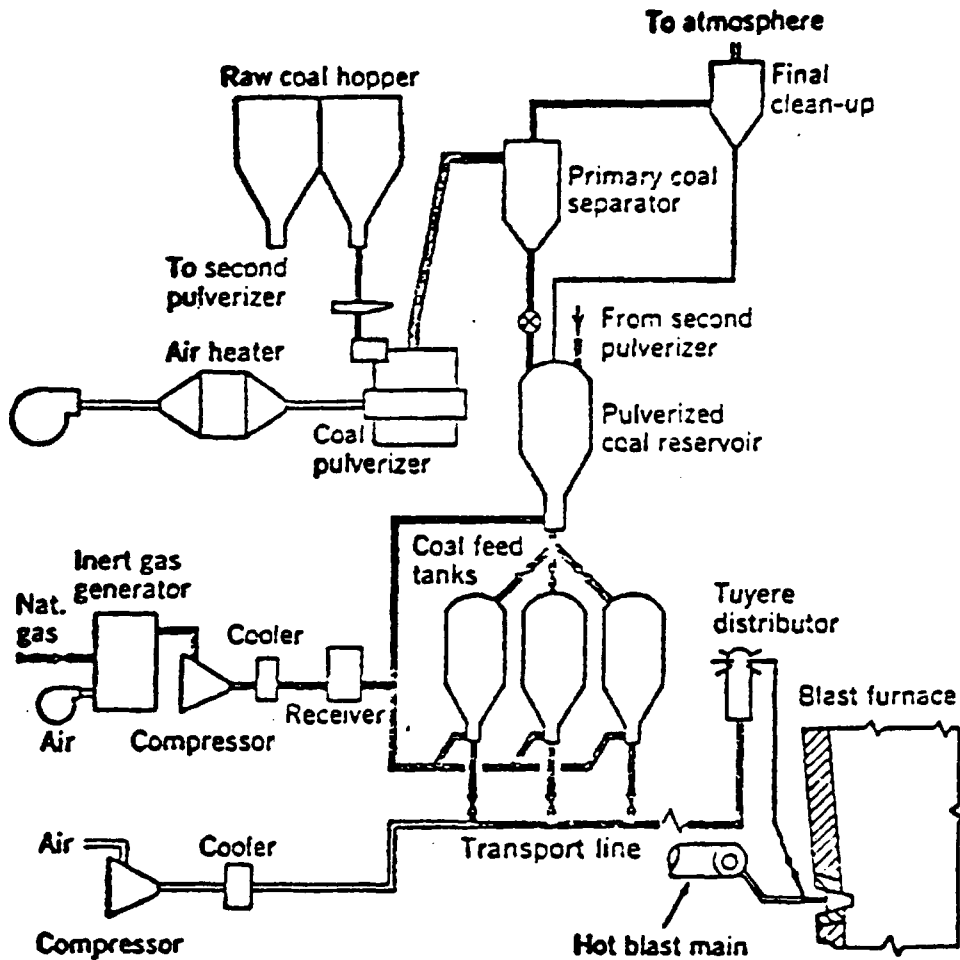 To atmosphere
Raw coal hopper
Final
clean-up
Primary coal
separator
To second
pulverizer
From second
pulverizer
Air heater
Pulverized
coal reservoir
Coal
pulverizer
Coal feed
tanks
Inert gas
generator
Nat.
gas
Cooler
Tuyere
distributor
Receiver
Blast furnace
Air
Compressor
Air
Cooler
Transport line
Compressor
Hot blast main